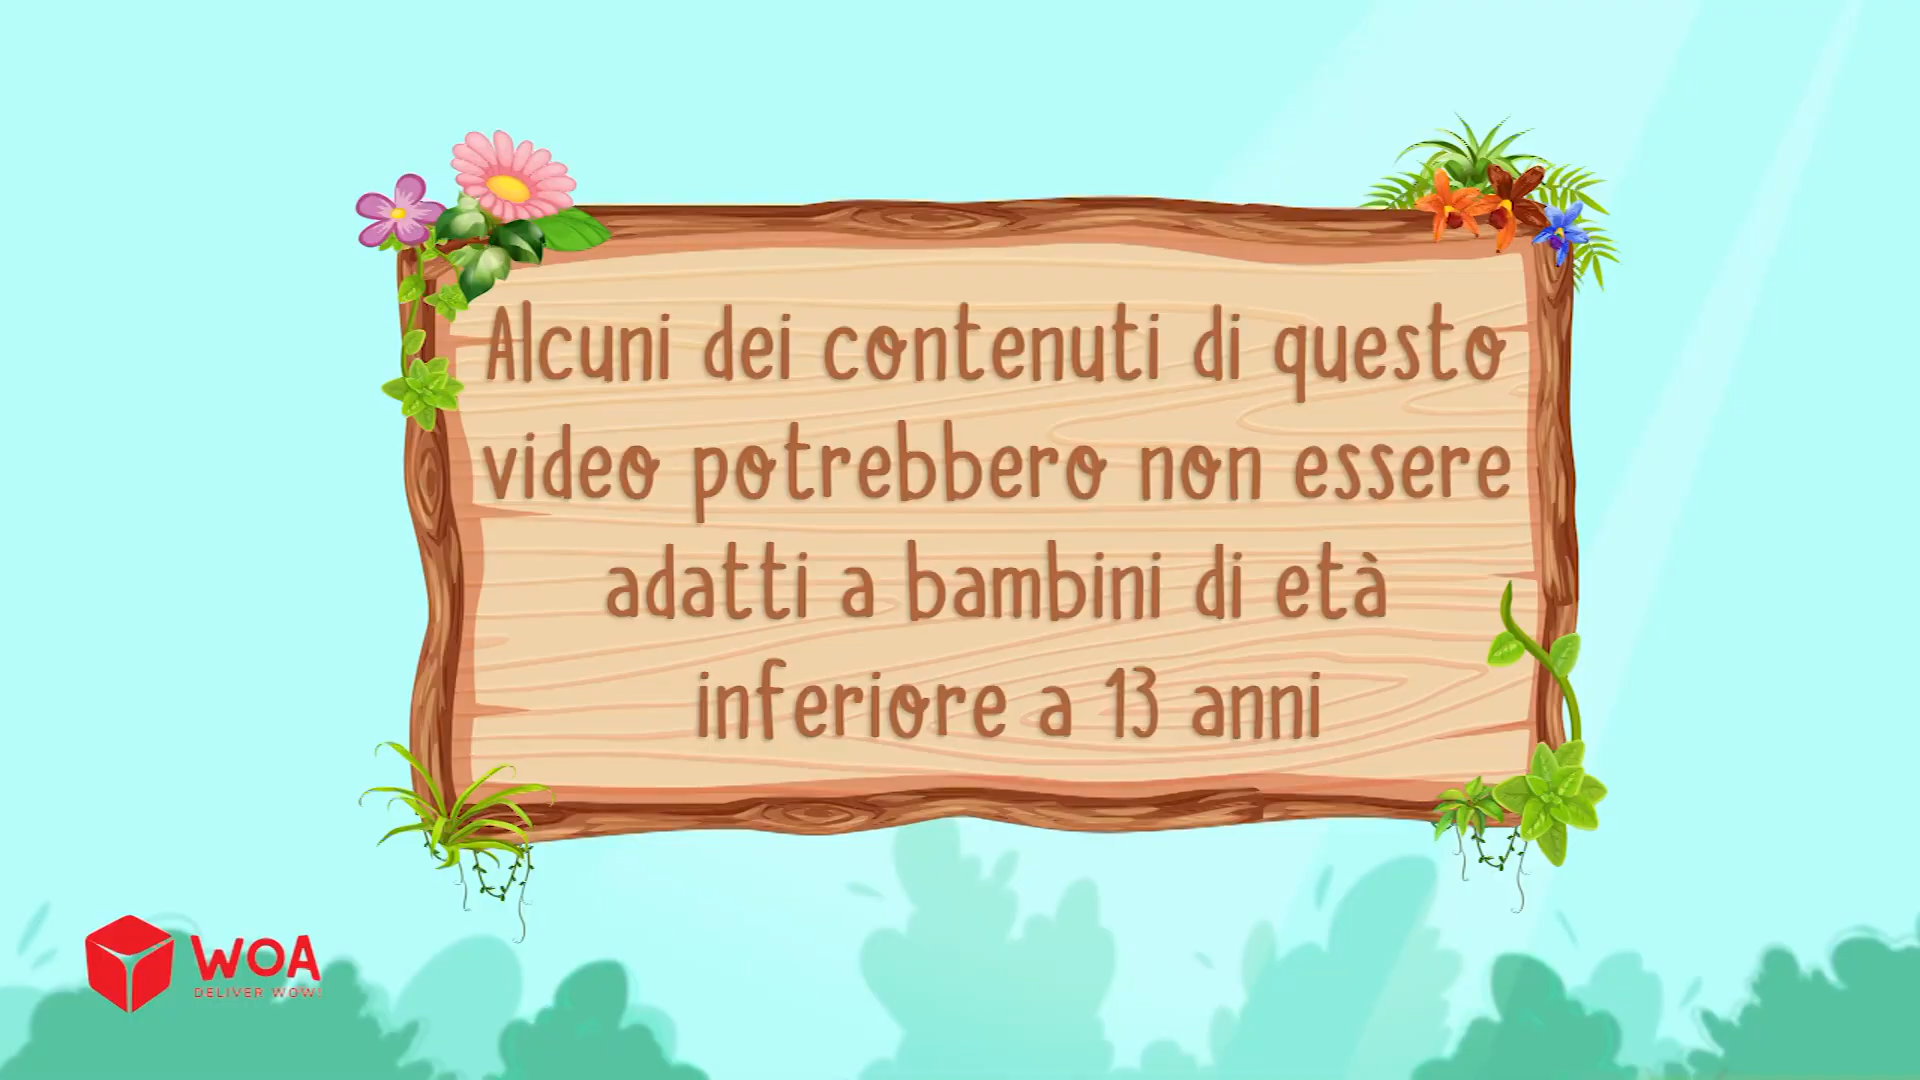 Alcuni dei contenuti di questo
video potrebbero non essere
adatti a bambini di età
inferiore a 13 anni
WOA
DELIVER WOW!